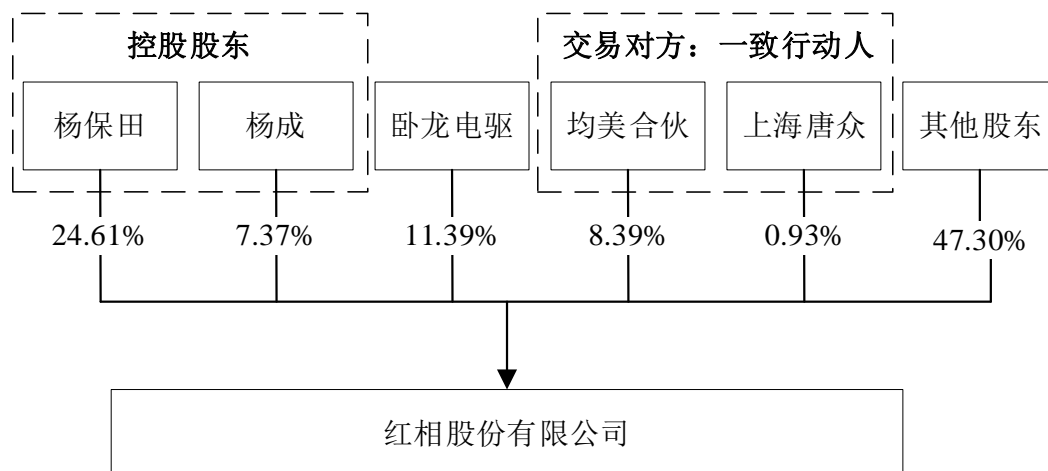 控股股东
交易对方：一致行动人
杨保田
杨成
卧龙电驱
均美合伙
上海唐众
其他股东
24.61%
7.37%
11.39%
8.39%
0.93%
47.30%
红相股份有限公司